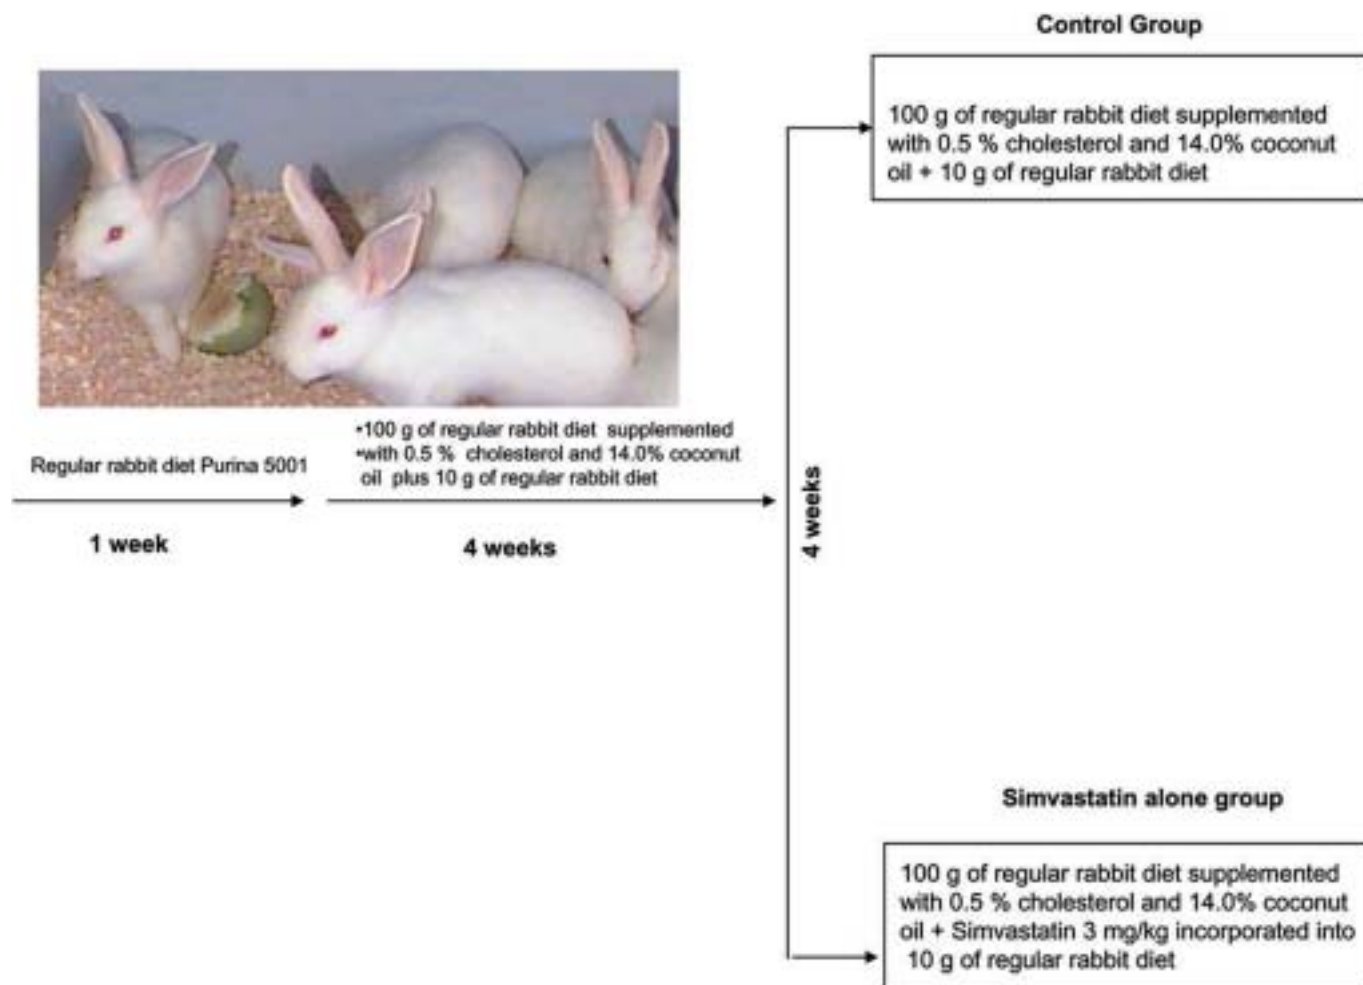 Control Group
100 g of regular rabbit diet supplemented
with 0.5 % cholesterol and 14.0% coconut
oil + 10 g of regular rabbit diet
•100 g of regular rabbit diet supplemented
•with 0.5 % cholesterol and 14.0% coconut
oil plus 10 g of regular rabbit diet
Regular rabbit diet Purina 5001
1 week
4 weeks
4 weeks
Simvastatin alone group
100 g of regular rabbit diet supplemented
with 0.5 % cholesterol and 14.0% coconut
oil + Simvastatin 3 mg/kg incorporated into
10 g of regular rabbit diet